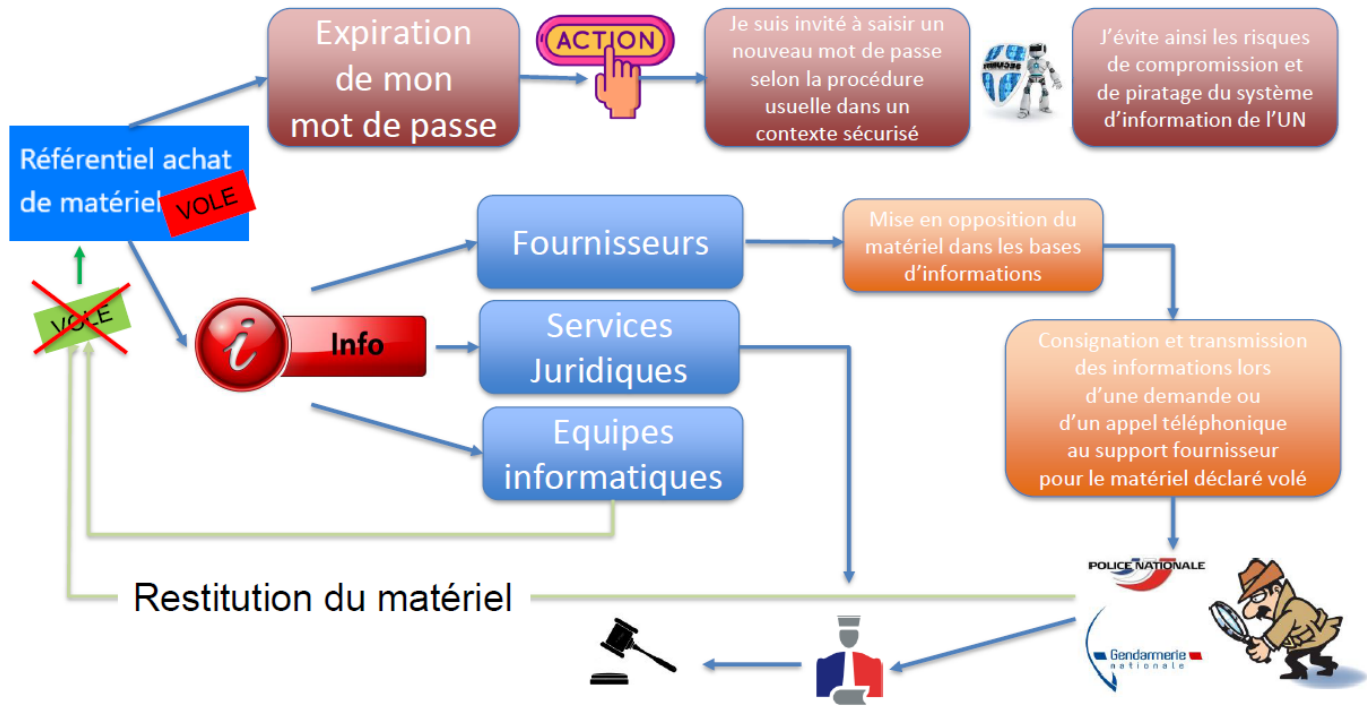 Expiration
de mon
mot de passe
ACTION
Je suis invité à saisir un
nouveau mot de passe
selon la procédure
usuelle dans un
contexte sécurisé
J'évite ainsi les risques
de compromission et
de piratage du système
d'information de l'UN
Référentiel achat
de matériel
VOLE
VOLE
Info
Fournisseurs
Services
Juridiques
Equipes
informatiques
Mise en opposition du
matériel dans les bases
d'informations
Consignation et transmission
des informations lors
d'une demande ou
d'un appel téléphonique
au support fournisseur
pour le matériel déclaré volé
Restitution du matériel
POLICE NATIONALE
Gendarmerie
nationale